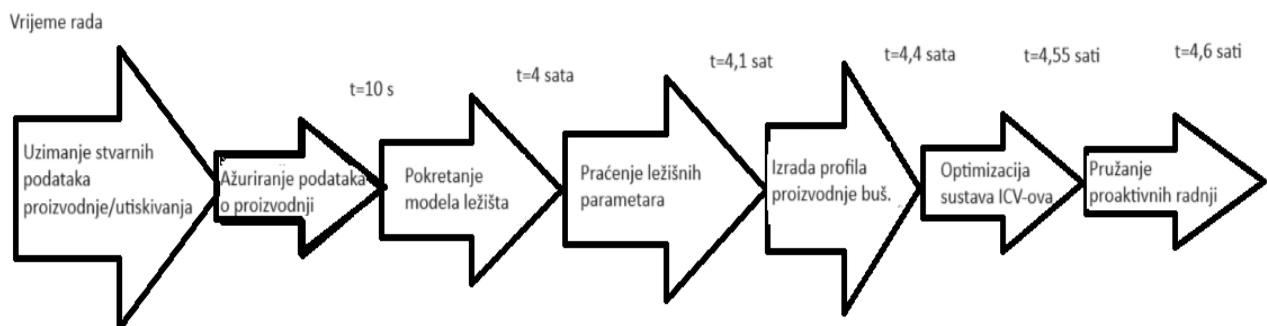 Vrijeme rada
t=10 s
t=4 sata
t=4,1 sat
t=4,4 sata
t=4,55 sati
t=4,6 sati
Uzimanje stvarnih
podataka
proizvodnje/utiskivanja
Ažuriranje podataka
o proizvodnji
Pokretanje
modela ležišta
Praćenje ležišnih
parametara
Izrada profila
proizvodnje buš.
Optimizacija
sustava ICV-ova
Pružanje
proaktivnih radnji